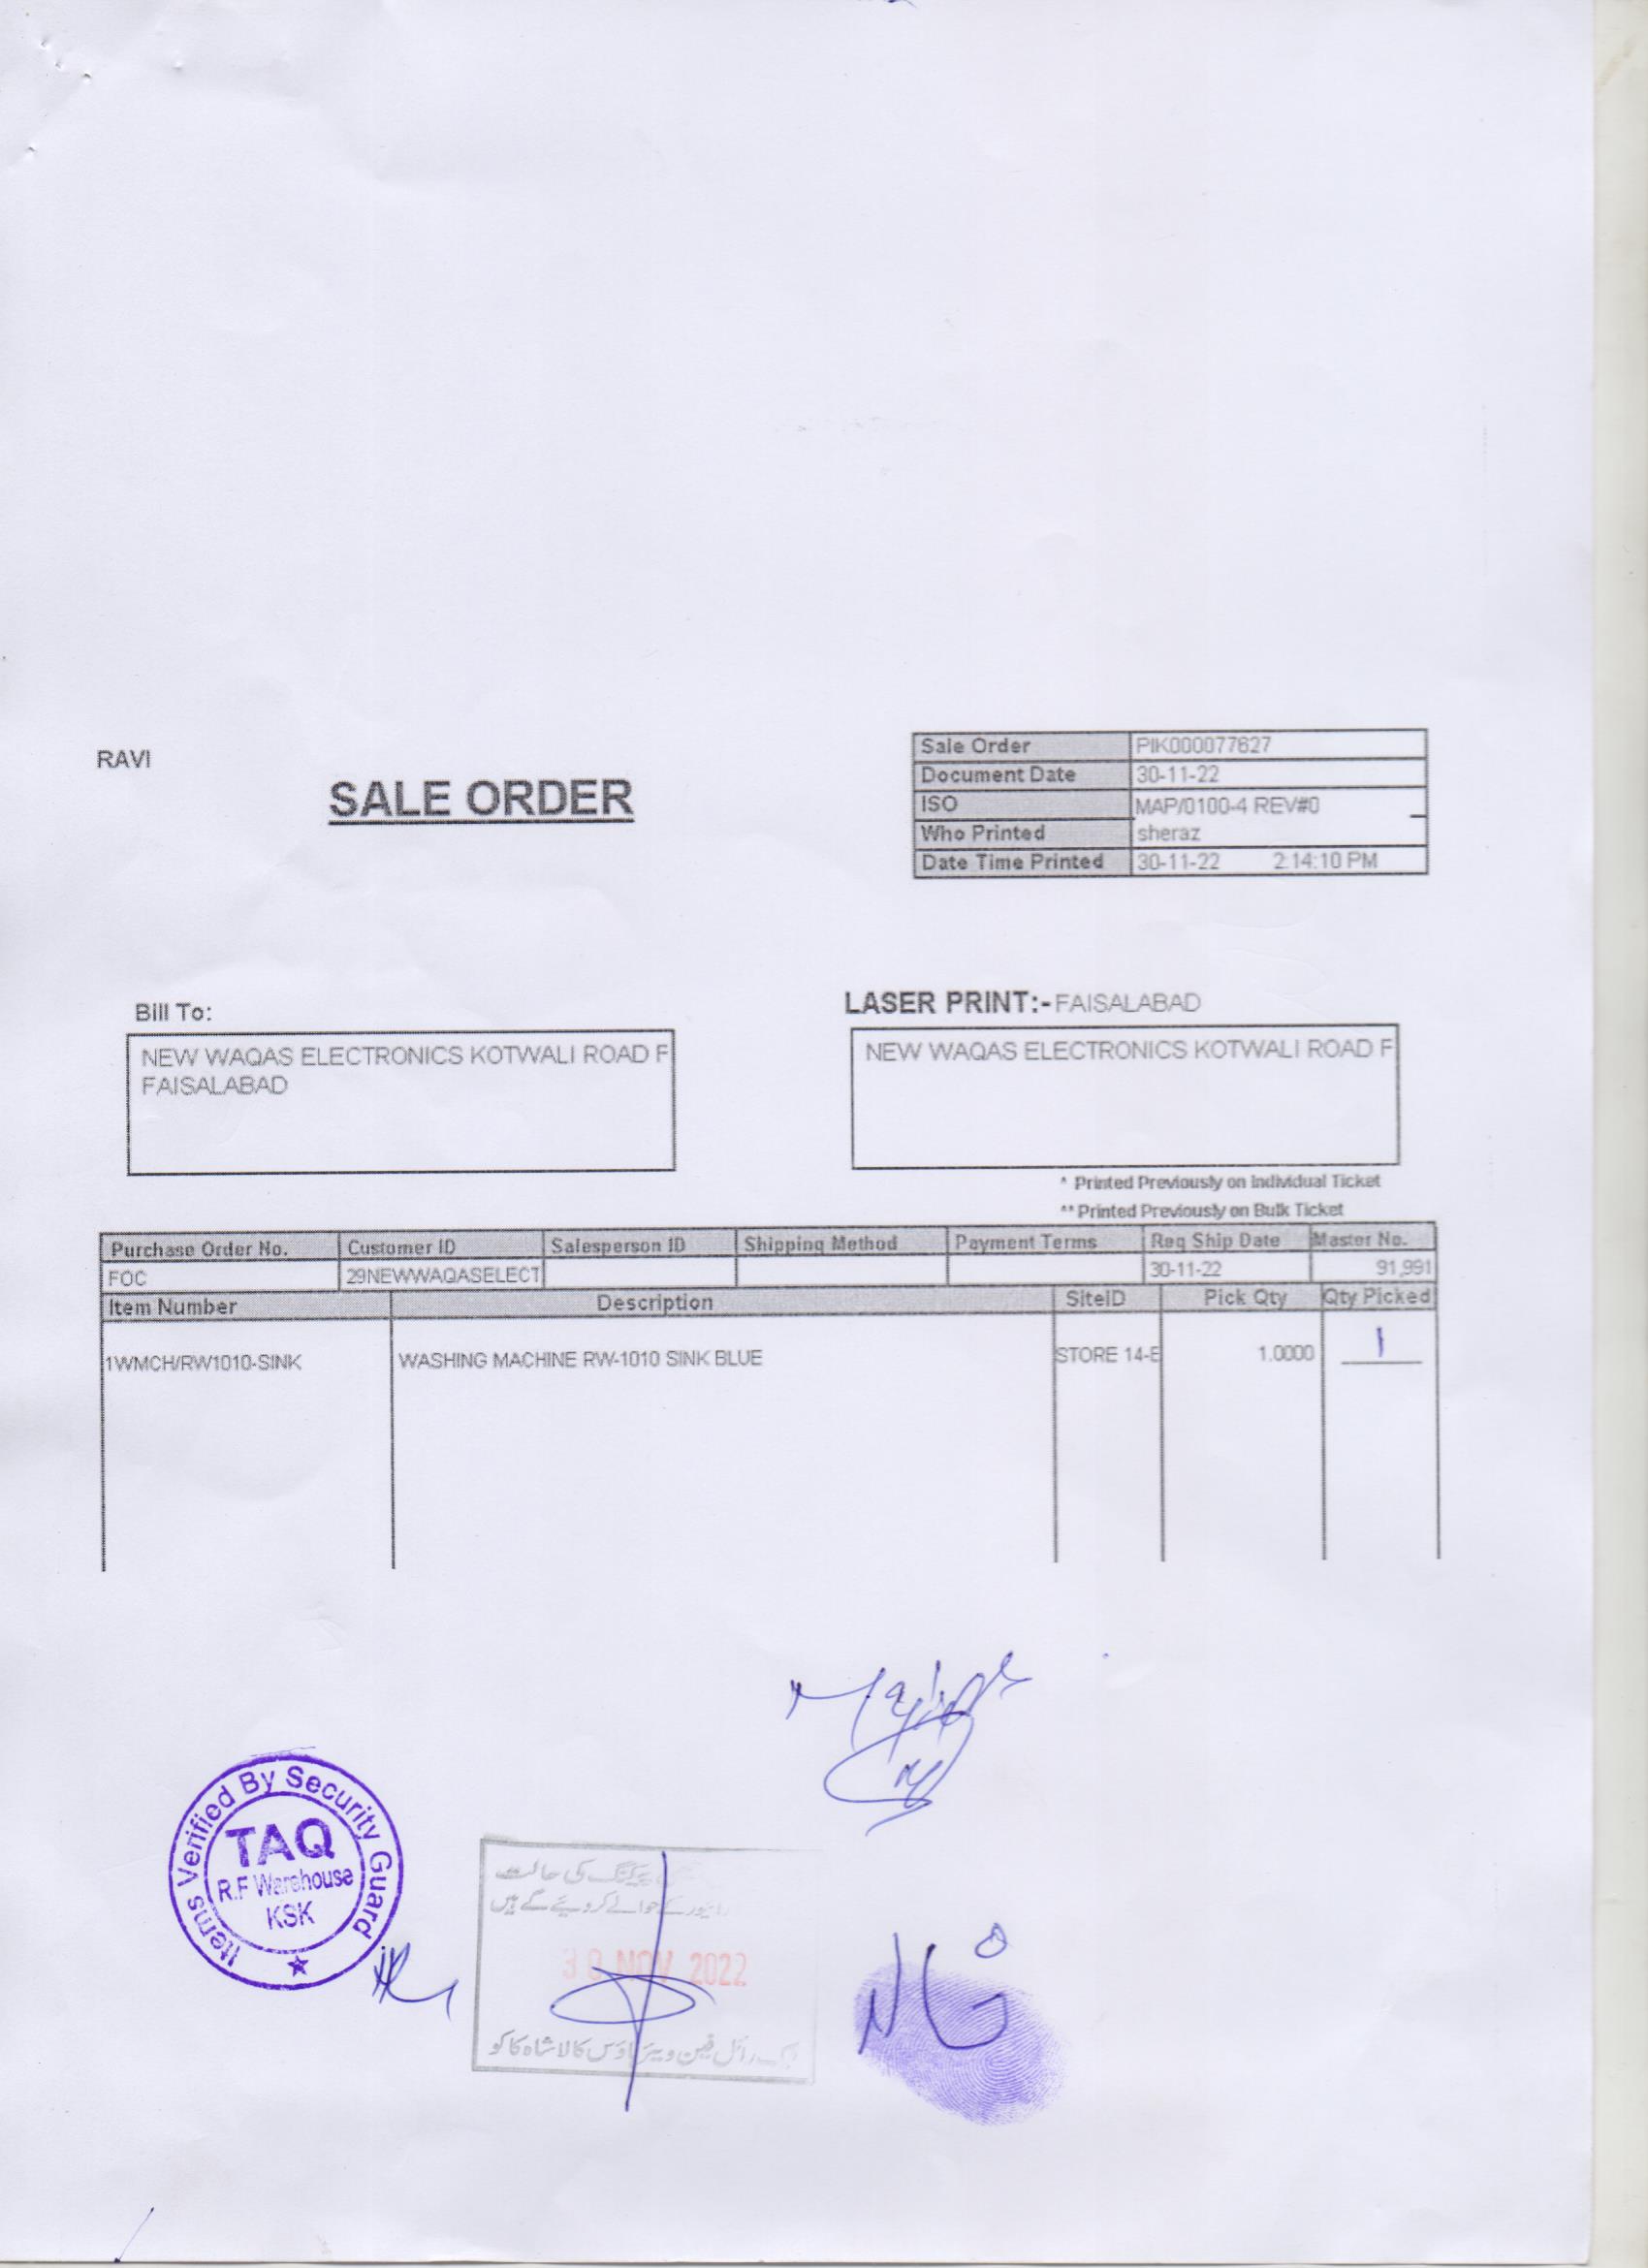 RAVI
SALE ORDER
Sale Order PIK000077627
Document Date 30-11-22
ISO MAP/0100-4 REV#0
Who Printed sheraz
Date Time Printed 30-11-22 2:14:10 PM
Bill To:
NEW WAQAS ELECTRONICS KOTWALI ROAD F
FAISALABAD
LASER PRINT:- FAISALABAD
NEW WAQAS ELECTRONICS KOTWALI ROAD F
* Printed Previously on Individual Ticket
** Printed Previously on Bulk Ticket
Purchase Order No. Customer ID Salesperson ID Shipping Method Payment Terms Req Ship Date Master No.
FOC 29NEWWAQASELECT 30-11-22 91,991
Item Number Description SiteID Pick Qty Qty Picked
1WMCH/RW1010-SINK WASHING MACHINE RW-1010 SINK BLUE STORE 14-E 1.0000 1
Items Verified By Security Guard
TAQ
R.F Warehouse
KSK
پیکنگ کی حالت
کے حوالے کر دیئے گئے ہیں
30 NOV 2022
رائل فین ویئر ہاؤس کالا شاہ کاکو